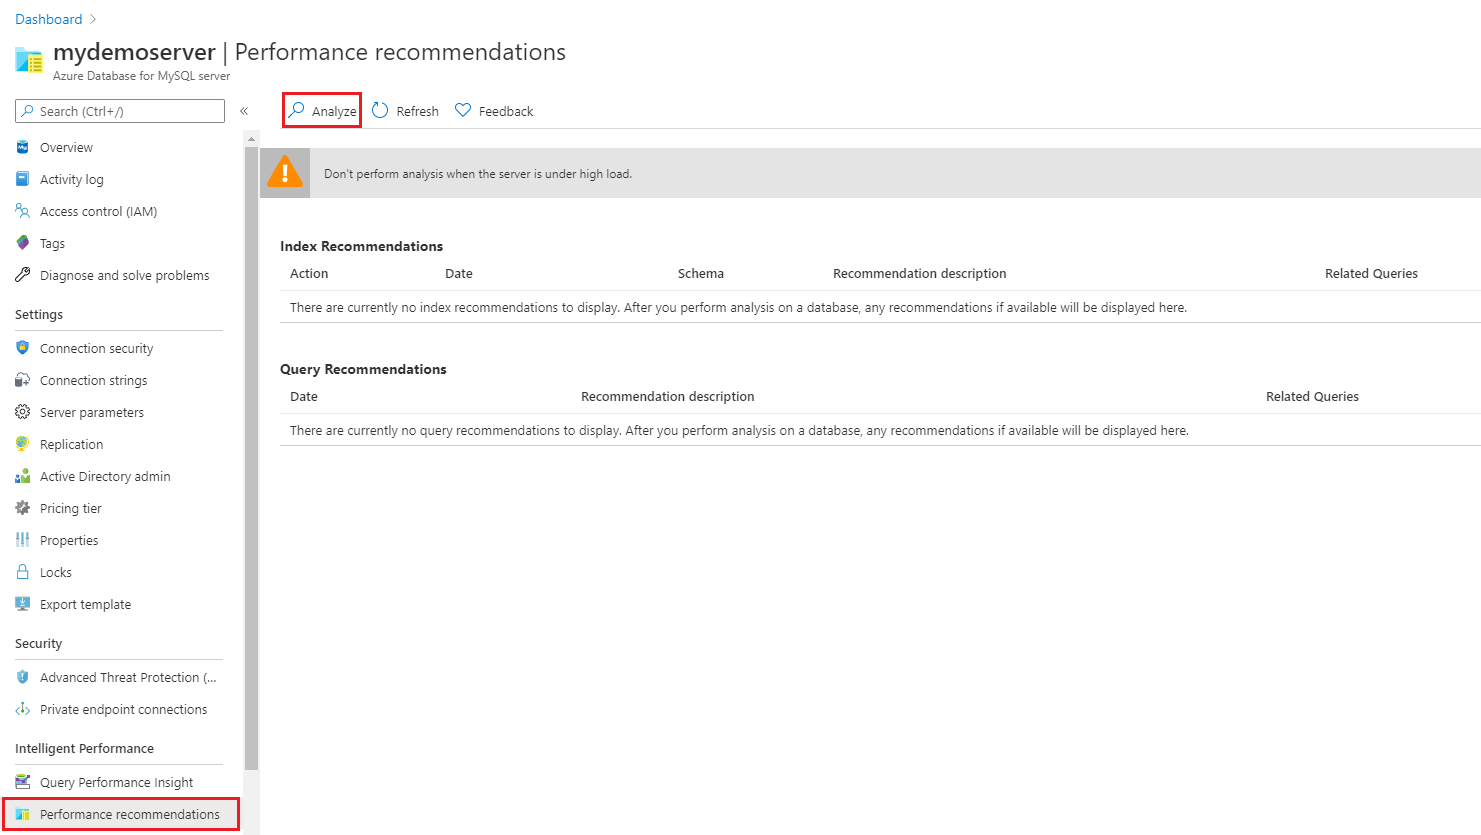 Dashboard
mydemoserver | Performance recommendations
Azure Database for MySQL server
Search (Ctrl+/)
«
Analyze
Refresh
Feedback
Overview
Activity log
Access control (IAM)
Tags
Diagnose and solve problems
Settings
Connection security
Connection strings
Server parameters
Replication
Active Directory admin
Pricing tier
Properties
Locks
Export template
Security
Advanced Threat Protection (...
Private endpoint connections
Intelligent Performance
Query Performance Insight
Performance recommendations
Don't perform analysis when the server is under high load.
Index Recommendations
Action Date Schema Recommendation description Related Queries
There are currently no index recommendations to display. After you perform analysis on a database, any recommendations if available will be displayed here.
Query Recommendations
Date Recommendation description Related Queries
There are currently no query recommendations to display. After you perform analysis on a database, any recommendations if available will be displayed here.